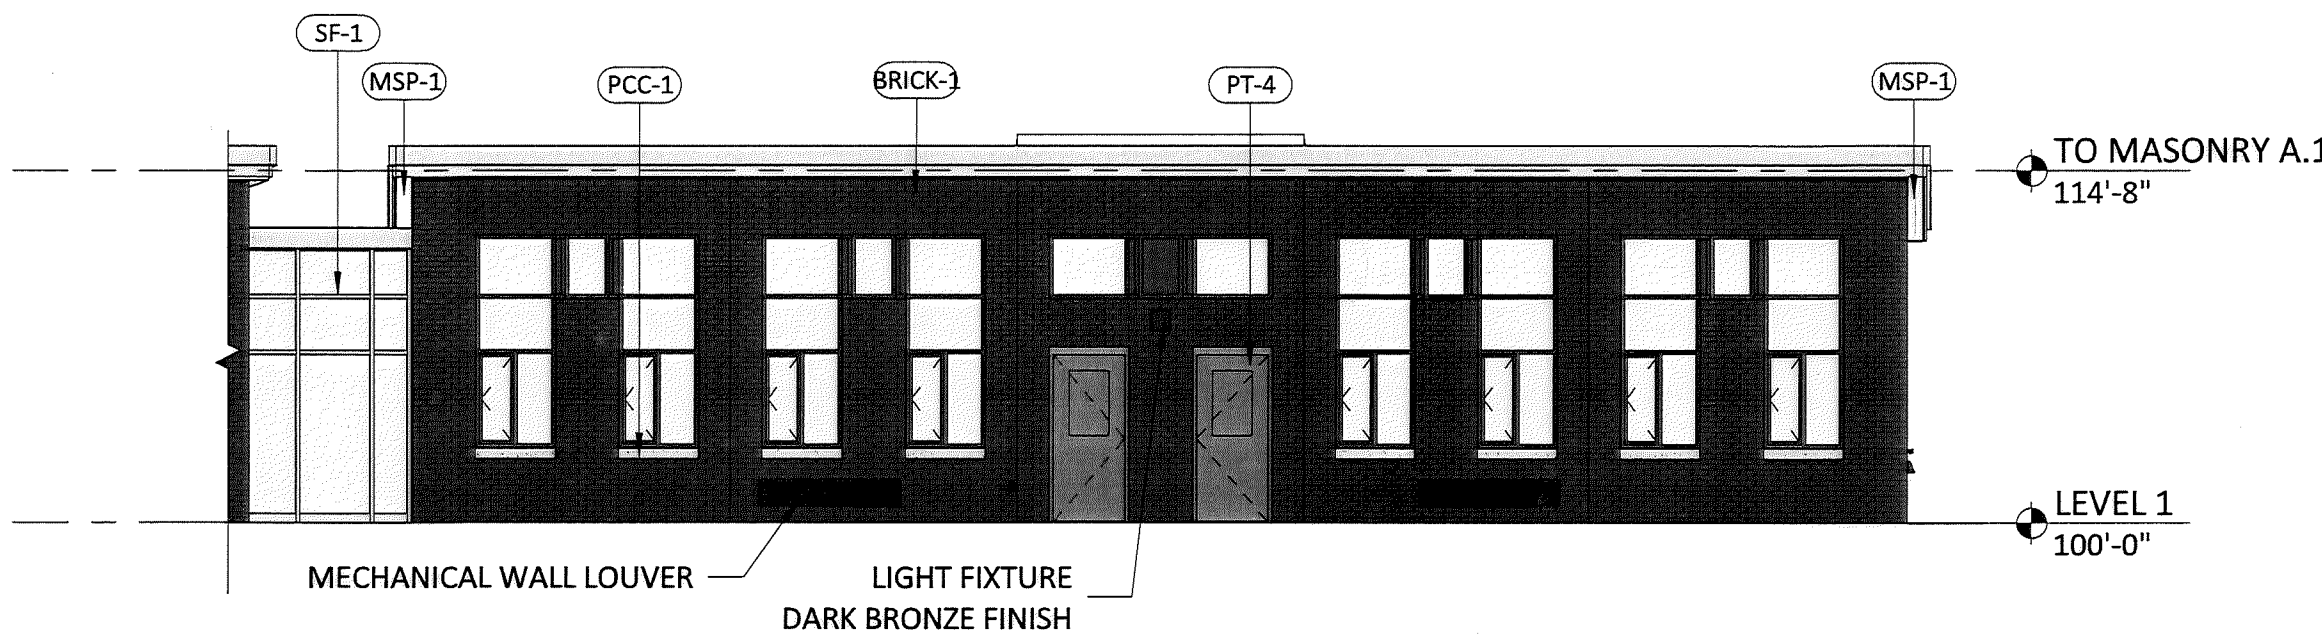 SF-1
MSP-1
PCC-1
BRICK-1
PT-4
MSP-1
TO MASONRY A.1
114'-8"
LEVEL 1
100'-0"
MECHANICAL WALL LOUVER
LIGHT FIXTURE
DARK BRONZE FINISH